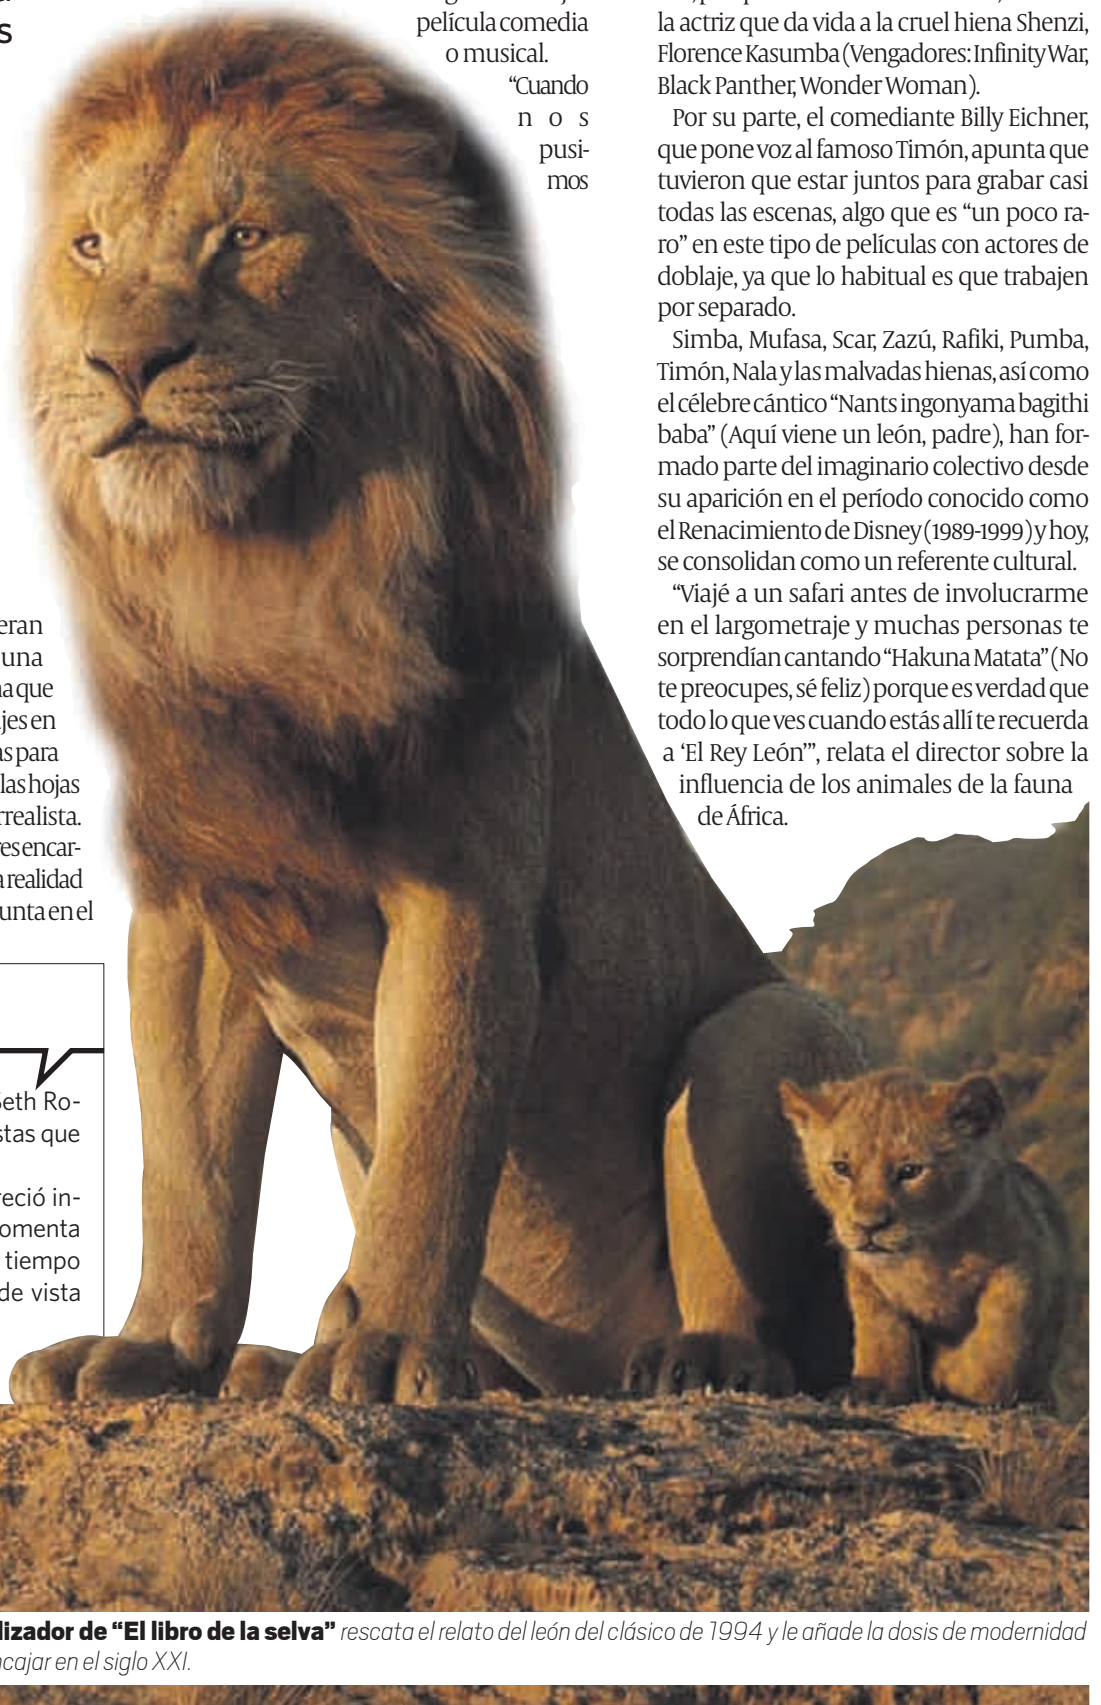 s
película comedia
o musical.
“Cuando
n o s
pusi-
mos
eran
una
que
jes en
as para
las hojas
rrealista.
res encar-
a realidad
unta en el
Seth Ro-
stas que
reció in-
omenta
tiempo
de vista
la actriz que da vida a la cruel hiena Shenzi,
Florence Kasumba (Vengadores: Infinity War,
Black Panther, Wonder Woman).
Por su parte, el comediante Billy Eichner,
que pone voz al famoso Timón, apunta que
tuvieron que estar juntos para grabar casi
todas las escenas, algo que es “un poco ra-
ro” en este tipo de películas con actores de
doblaje, ya que lo habitual es que trabajen
por separado.
Simba, Mufasa, Scar, Zazú, Rafiki, Pumba,
Timón, Nala y las malvadas hienas, así como
el célebre cántico “Nants ingonyama bagithi
baba” (Aquí viene un león, padre), han for-
mado parte del imaginario colectivo desde
su aparición en el período conocido como
el Renacimiento de Disney (1989-1999) y hoy,
se consolidan como un referente cultural.
“Viajé a un safari antes de involucrarme
en el largometraje y muchas personas te
sorprendían cantando “Hakuna Matata” (No
te preocupes, sé feliz) porque es verdad que
todo lo que ves cuando estás allí te recuerda
a ‘El Rey León’”, relata el director sobre la
influencia de los animales de la fauna
de África.
lizador de “El libro de la selva” rescata el relato del león del clásico de 1994 y le añade la dosis de modernidad
ncajar en el siglo XXI.